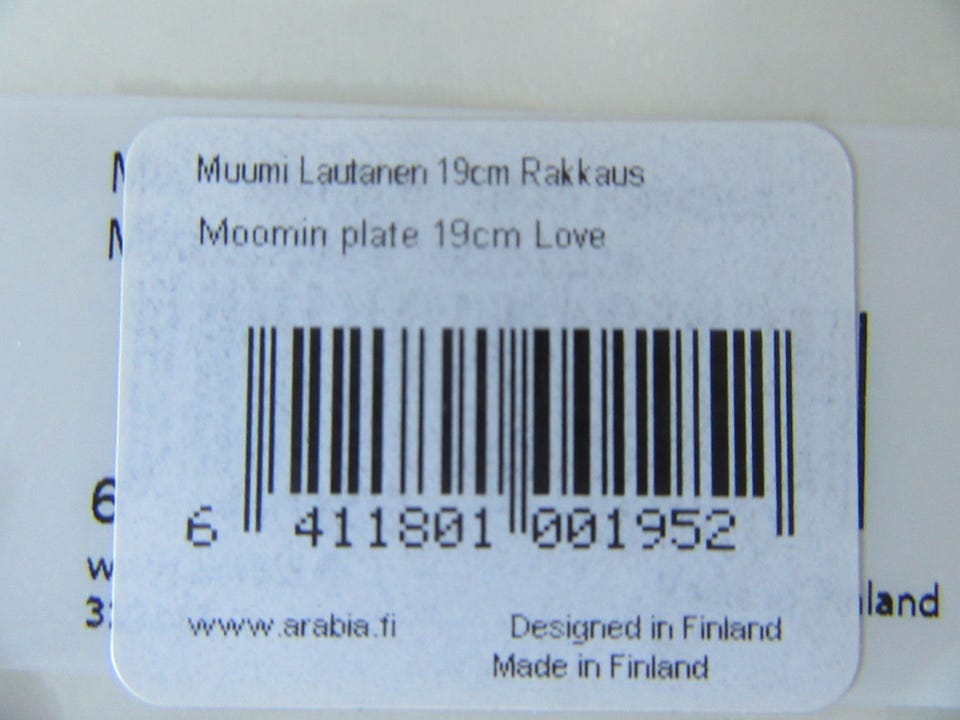 Muumi Lautanen 19cm Rakkaus
Moomin plate 19cm Love
6 411801 001952
www.arabia.fi
Designed in Finland
Made in Finland